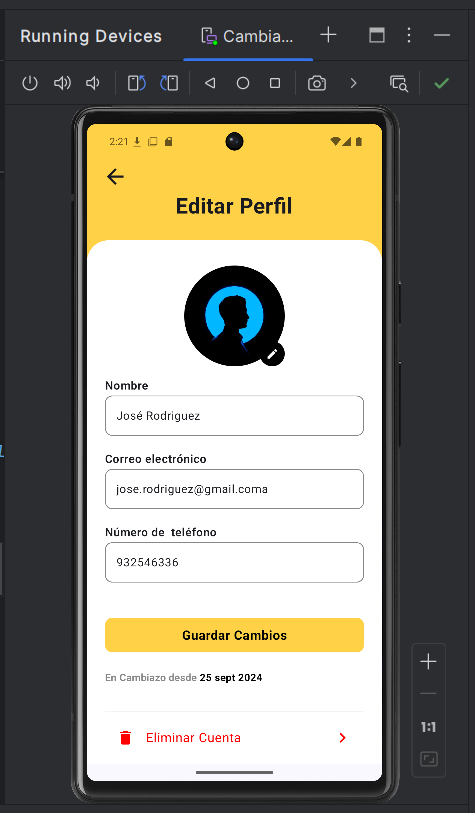 Running Devices
Cambia...
2:21
Editar Perfil
Nombre
José Rodriguez
Correo electrónico
jose.rodriguez@gmail.coma
Número de  teléfono
932546336
Guardar Cambios
En Cambiazo desde 25 sept 2024
1:1
Eliminar Cuenta